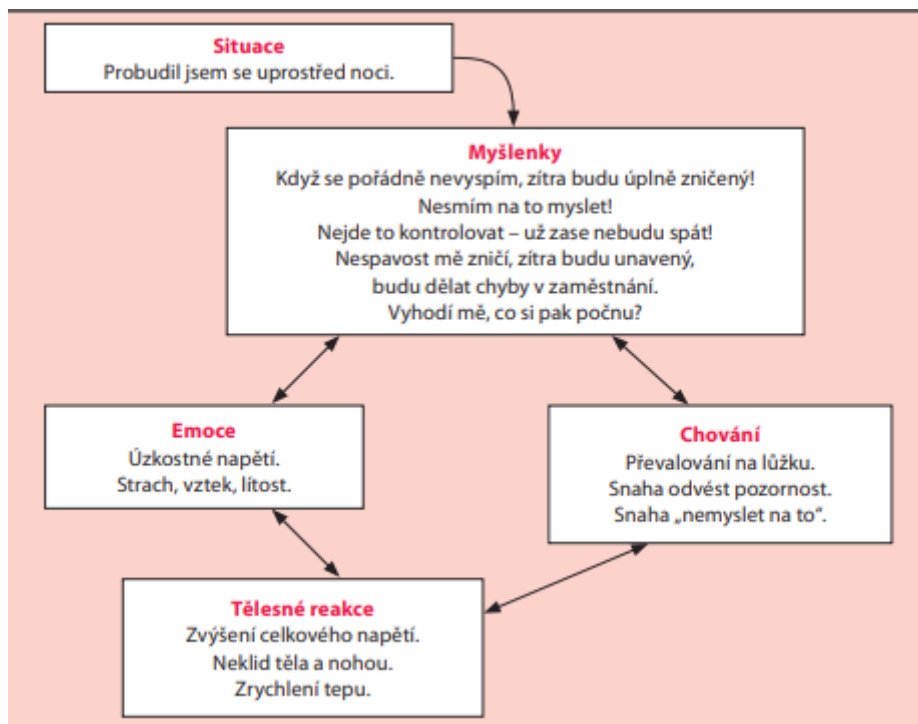 Situace
Probudil jsem se uprostřed noci.
Myšlenky
Když se pořádně nevyspím, zítra budu úplně zničený!
Nesmím na to myslet!
Nejde to kontrolovat – už zase nebudu spát!
Nespavost mě zničí, zítra budu unavený,
budu dělat chyby v zaměstnání.
Vyhodí mě, co si pak počnu?
Emoce
Úzkostné napětí.
Strach, vztek, lítost.
Chování
Převalování na lůžku.
Snaha odvést pozornost.
Snaha „nemyslet na to“.
Tělesné reakce
Zvýšení celkového napětí.
Neklid těla a nohou.
Zrychlení tepu.